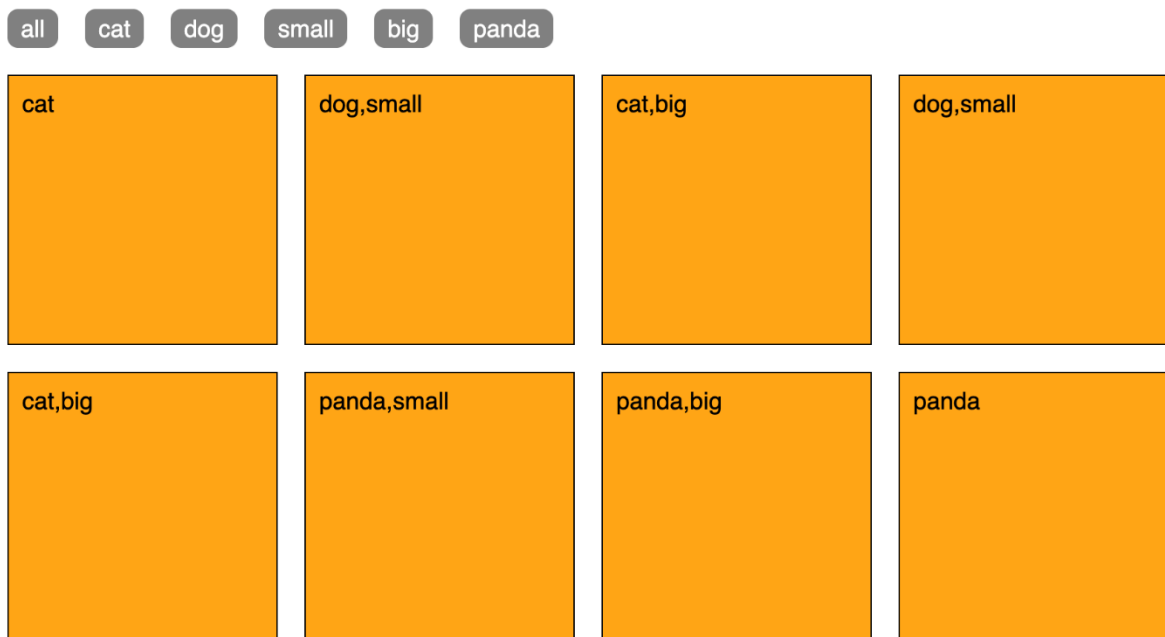 all cat dog small big panda
cat dog,small cat,big dog,small
cat,big panda,small panda,big panda